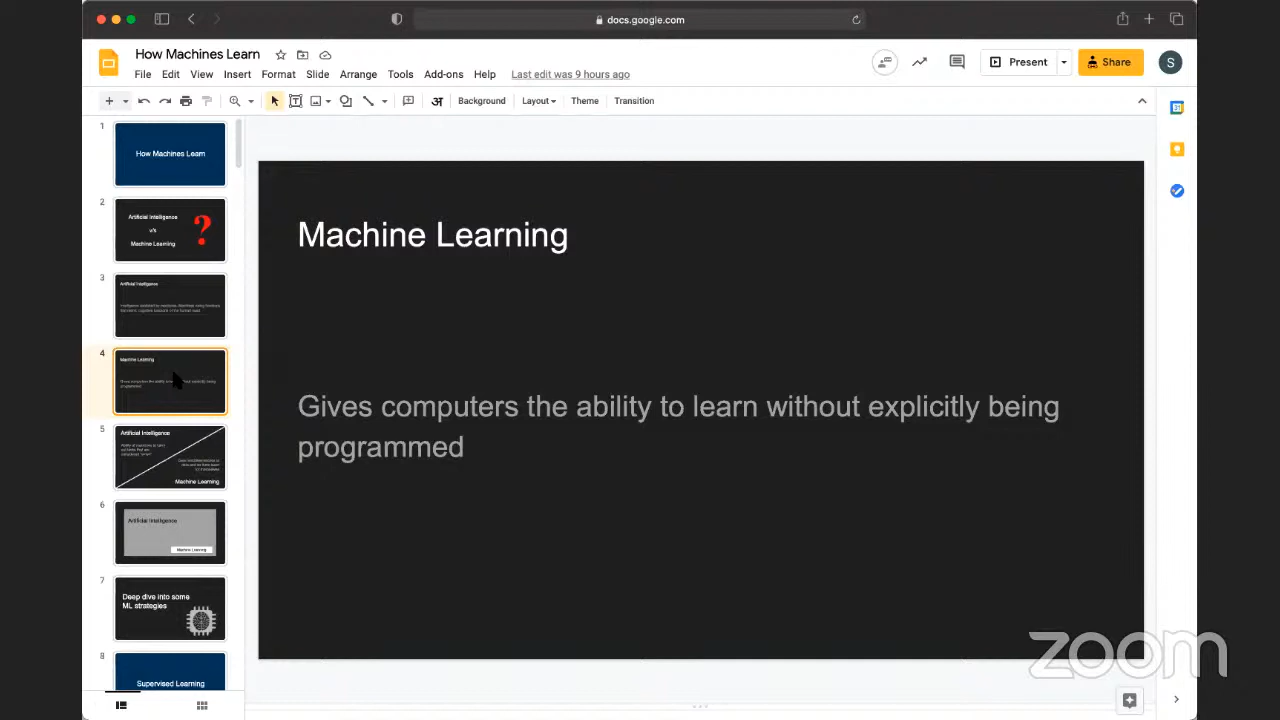 docs.google.com
How Machines Learn
File Edit View Insert Format Slide Arrange Tools Add-ons Help Last edit was 9 hours ago
Present
Share
S
अ
Background Layout Theme Transition
1
How Machines Learn
2
Artificial Intelligence
v/s
Machine Learning
?
3
Artificial Intelligence
4
Machine Learning
5
Artificial Intelligence
Machine Learning
6
Artificial Intelligence
Machine Learning
7
Deep dive into some
ML strategies
8
Supervised Learning
Machine Learning
Gives computers the ability to learn without explicitly being
programmed
zoom